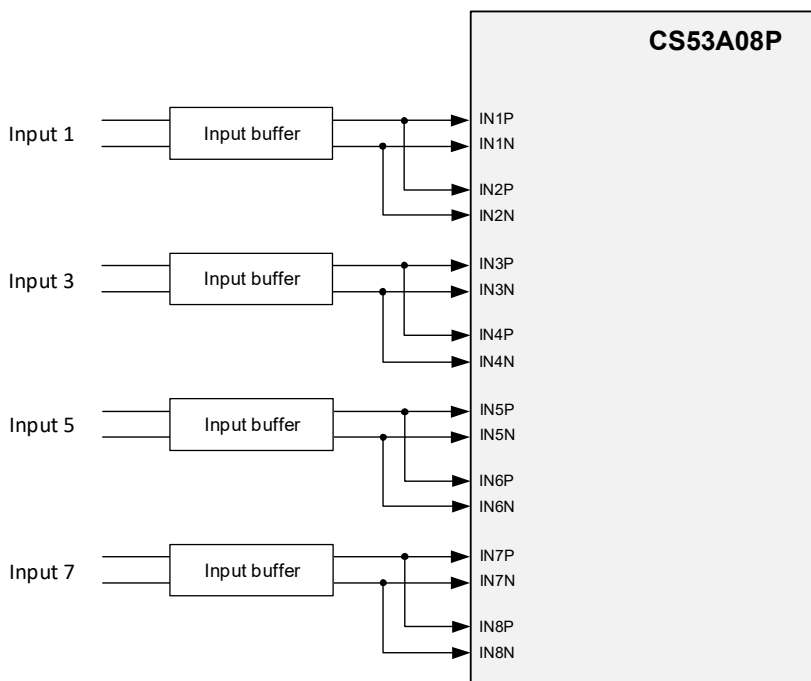 CS53A08P
Input 1
Input buffer
IN1P
IN1N
IN2P
IN2N
Input 3
Input buffer
IN3P
IN3N
IN4P
IN4N
Input 5
Input buffer
IN5P
IN5N
IN6P
IN6N
Input 7
Input buffer
IN7P
IN7N
IN8P
IN8N